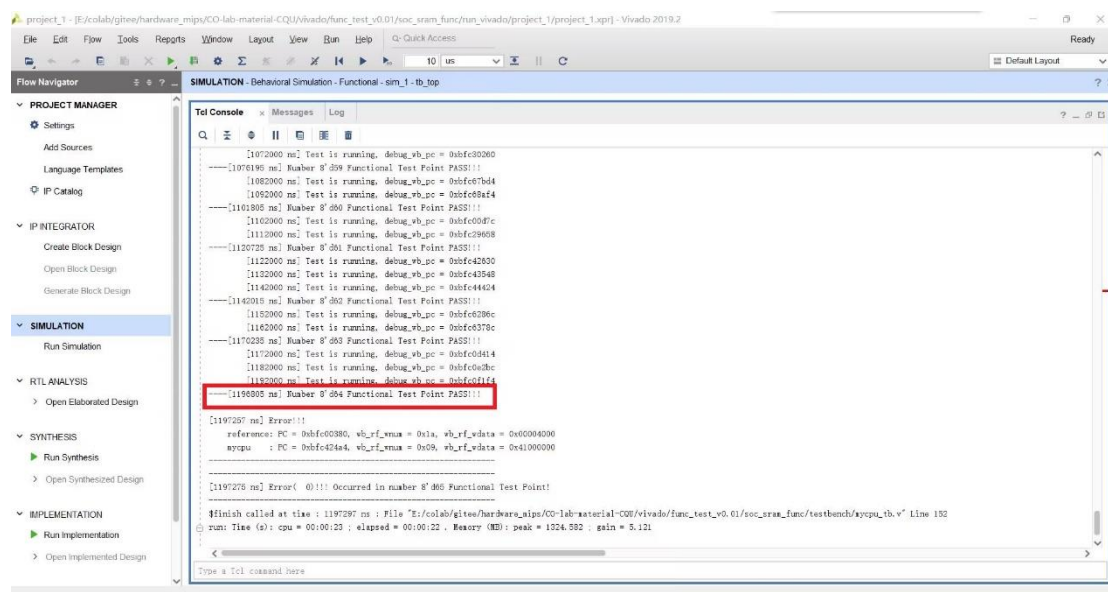 project_1 - [E:/colab/gitee/hardware_mips/CO-lab-material-CQU/vivado/func_test_v0.01/soc_sram_func/run_vivado/project_1/project_1.xpr] - Vivado 2019.2
File Edit Flow Tools Reports Window Layout View Run Help Q- Quick Access Ready
10 us Default Layout
Flow Navigator SIMULATION - Behavioral Simulation - Functional - sim_1 - tb_top
PROJECT MANAGER
Settings
Add Sources
Language Templates
IP Catalog
IP INTEGRATOR
Create Block Design
Open Block Design
Generate Block Design
SIMULATION
Run Simulation
RTL ANALYSIS
Open Elaborated Design
SYNTHESIS
Run Synthesis
Open Synthesized Design
IMPLEMENTATION
Run Implementation
Open Implemented Design
Tcl Console Messages Log
[1072000 ns] Test is running, debug_wb_pc = 0xbfc30260
----[1076195 ns] Number 8'd59 Functional Test Point PASS!!!
[1082000 ns] Test is running, debug_wb_pc = 0xbfc67bd4
[1092000 ns] Test is running, debug_wb_pc = 0xbfc68af4
----[1101805 ns] Number 8'd60 Functional Test Point PASS!!!
[1102000 ns] Test is running, debug_wb_pc = 0xbfc00d7c
[1112000 ns] Test is running, debug_wb_pc = 0xbfc29658
----[1120725 ns] Number 8'd61 Functional Test Point PASS!!!
[1122000 ns] Test is running, debug_wb_pc = 0xbfc42630
[1132000 ns] Test is running, debug_wb_pc = 0xbfc43548
[1142000 ns] Test is running, debug_wb_pc = 0xbfc44424
----[1142015 ns] Number 8'd62 Functional Test Point PASS!!!
[1152000 ns] Test is running, debug_wb_pc = 0xbfc6286c
[1162000 ns] Test is running, debug_wb_pc = 0xbfc6378c
----[1170235 ns] Number 8'd63 Functional Test Point PASS!!!
[1172000 ns] Test is running, debug_wb_pc = 0xbfc0d414
[1182000 ns] Test is running, debug_wb_pc = 0xbfc0e2bc
[1192000 ns] Test is running, debug_wb_pc = 0xbfc0f1f4
----[1196805 ns] Number 8'd64 Functional Test Point PASS!!!
[1197257 ns] Error!!!
reference: PC = 0xbfc00380, wb_rf_wnum = 0x1a, wb_rf_wdata = 0x00004000
mycpu : PC = 0xbfc424a4, wb_rf_wnum = 0x09, wb_rf_wdata = 0x41000000
--------------------------------------------------------------
--------------------------------------------------------------
[1197275 ns] Error( 0)!!! Occurred in number 8'd65 Functional Test Point!
--------------------------------------------------------------
$finish called at time : 1197297 ns : File "E:/colab/gitee/hardware_mips/CO-lab-material-CQU/vivado/func_test_v0.01/soc_sram_func/testbench/mycpu_tb.v" Line 152
run: Time (s): cpu = 00:00:23 ; elapsed = 00:00:22 . Memory (MB): peak = 1324.582 ; gain = 5.121
Type a Tcl command here